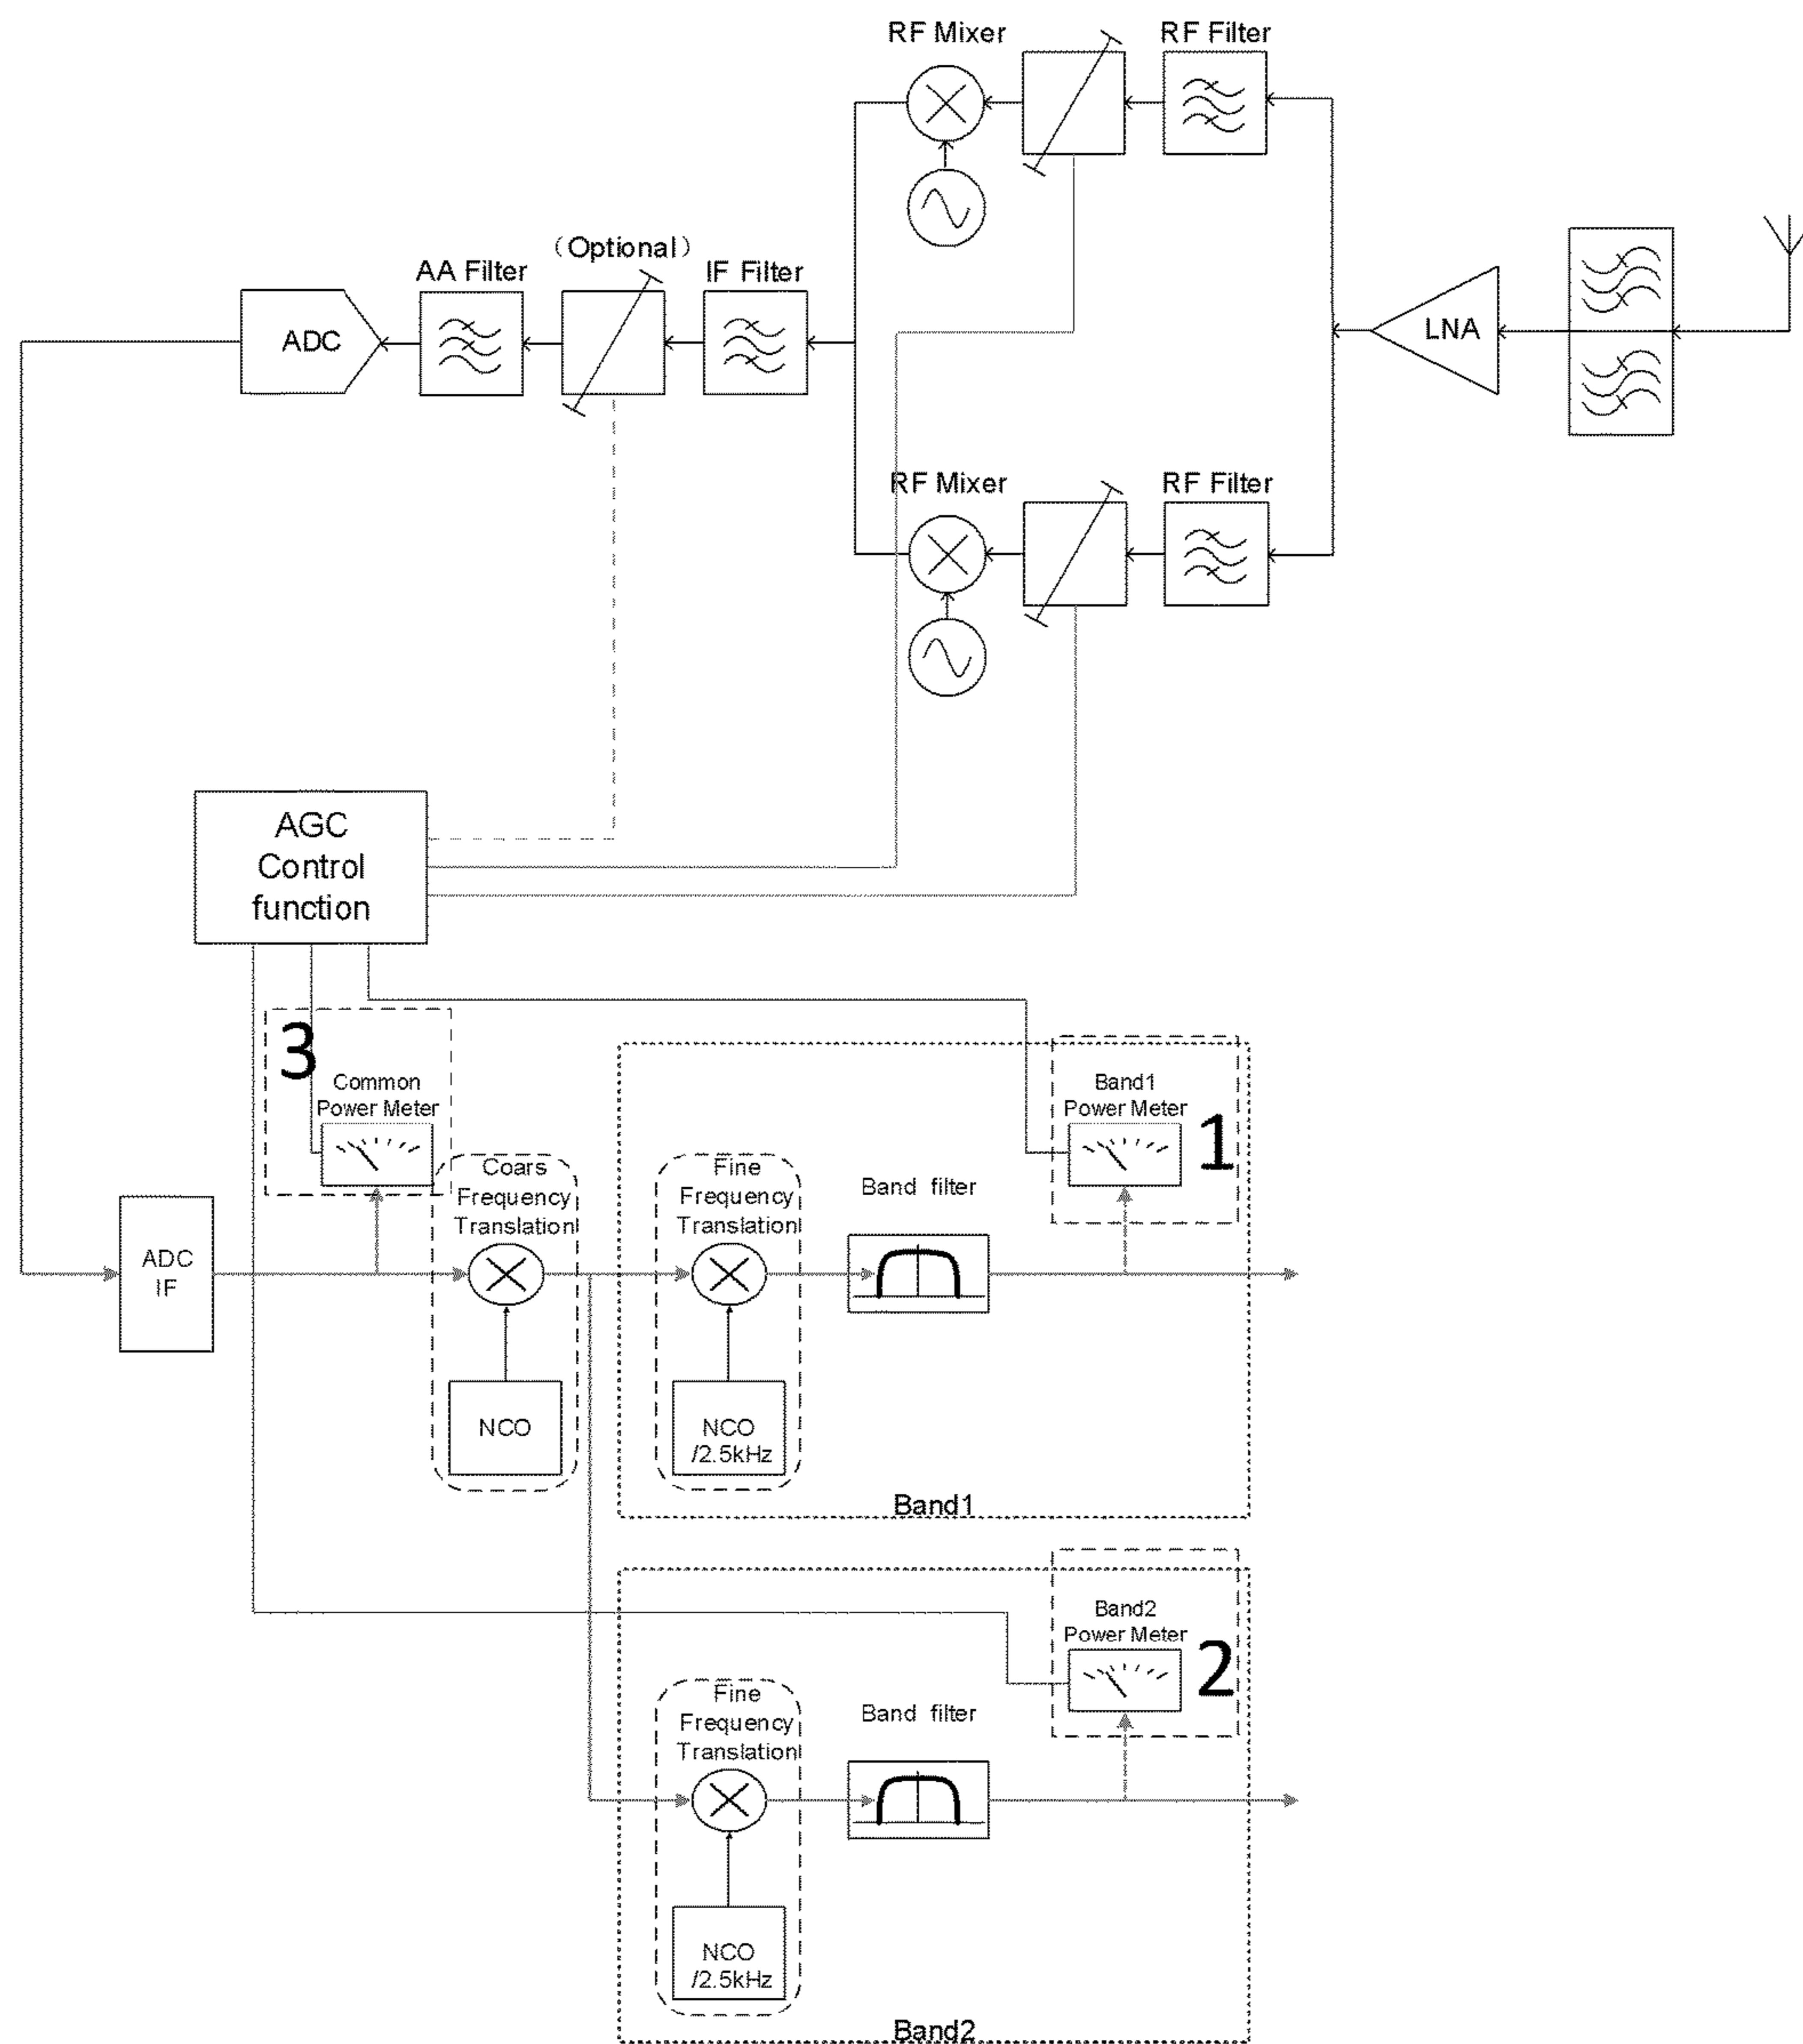 RF Mixer
RF Filter
(Optional)
AA Filter
IF Filter
ADC
LNA
RF Mixer
RF Filter
AGC
Control
function
3
Common
Power Meter
Band1
Power Meter
1
Coars
Frequency
Translation
Fine
Frequency
Translation
Band filter
ADC
IF
NCO
NCO
/2.5kHz
Band1
Band2
Power Meter
2
Fine
Frequency
Translation
Band filter
NCO
/2.5kHz
Band2